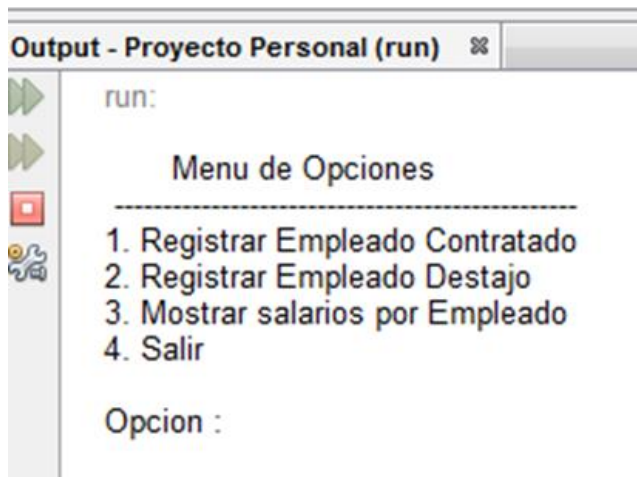 Output - Proyecto Personal (run)
run:
Menu de Opciones
------------------------------------------------
1. Registrar Empleado Contratado
2. Registrar Empleado Destajo
3. Mostrar salarios por Empleado
4. Salir
Opcion :